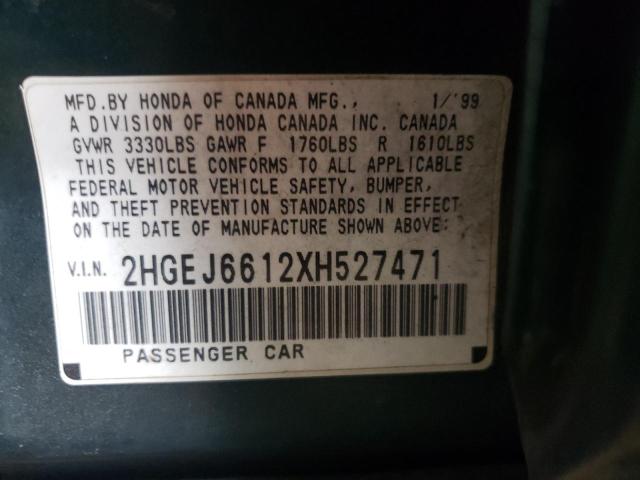 MFD.BY HONDA OF CANADA MFG., 1/'99
A DIVISION OF HONDA CANADA INC. CANADA
GVWR 3330LBS GAWR F 1760LBS R 1610LBS
THIS VEHICLE CONFORMS TO ALL APPLICABLE
FEDERAL MOTOR VEHICLE SAFETY, BUMPER,
AND THEFT PREVENTION STANDARDS IN EFFECT
ON THE DATE OF MANUFACTURE SHOWN ABOVE:
V.I.N. 2HGEJ6612XH527471
PASSENGER CAR